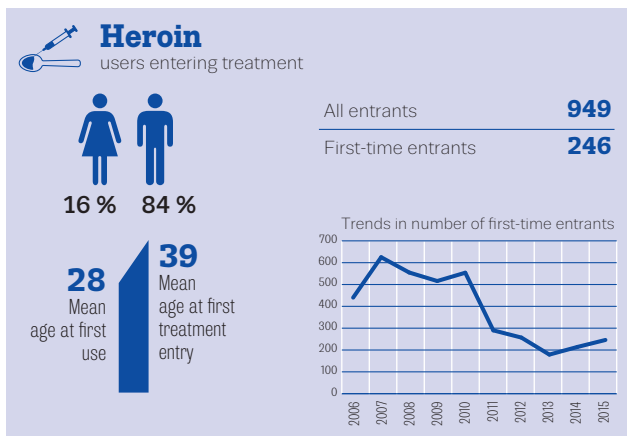 Heroin
users entering treatment
16 % 84 %
All entrants 949
First-time entrants 246
28
Mean
age at first
use
39
Mean
age at first
treatment
entry
Trends in number of first-time entrants
700
600
500
400
300
200
100
0
2006 2007 2008 2009 2010 2011 2012 2013 2014 2015